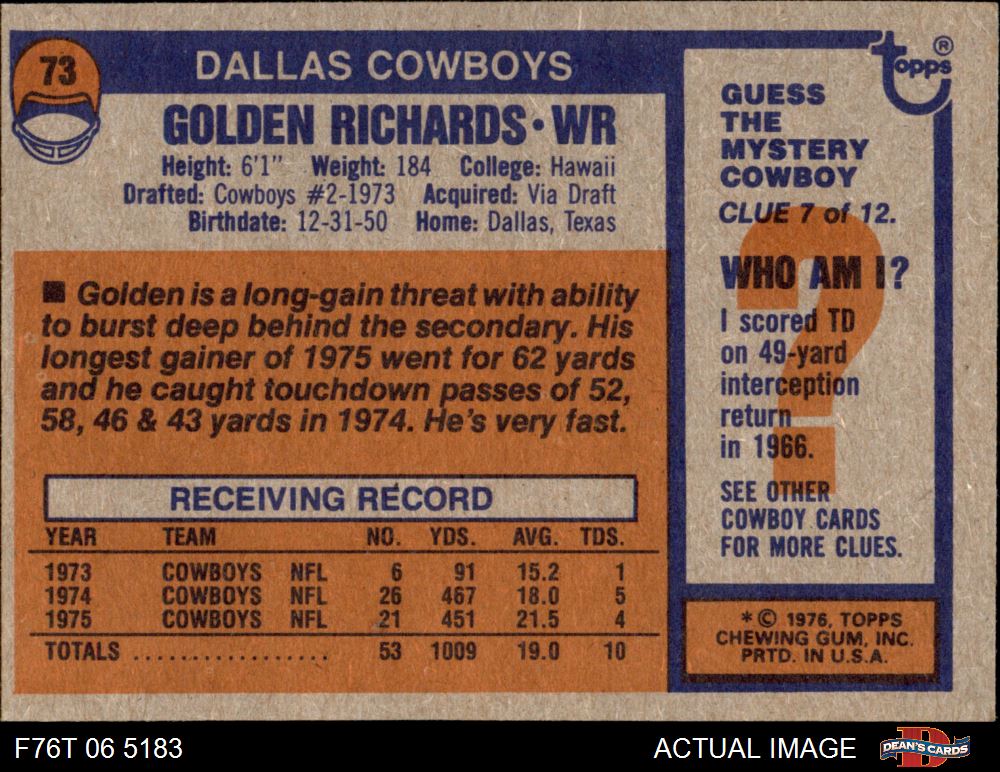 73
DALLAS COWBOYS
GOLDEN RICHARDS • WR
Height: 6'1" Weight: 184 College: Hawaii
Drafted: Cowboys #2-1973 Acquired: Via Draft
Birthdate: 12-31-50 Home: Dallas, Texas
■ Golden is a long-gain threat with ability
to burst deep behind the secondary. His
longest gainer of 1975 went for 62 yards
and he caught touchdown passes of 52,
58, 46 & 43 yards in 1974. He's very fast.
RECEIVING RECORD
YEAR TEAM NO. YDS. AVG. TDS.
1973 COWBOYS NFL 6 91 15.2 1
1974 COWBOYS NFL 26 467 18.0 5
1975 COWBOYS NFL 21 451 21.5 4
TOTALS .................. 53 1009 19.0 10
topps ®
GUESS
THE
MYSTERY
COWBOY
CLUE 7 of 12.
?
WHO AM I?
I scored TD
on 49-yard
interception
return
in 1966.
SEE OTHER
COWBOY CARDS
FOR MORE CLUES.
* © 1976, TOPPS
CHEWING GUM, INC.
PRTD. IN U.S.A.
F76T 06 5183
ACTUAL IMAGE
D
DEAN'S CARDS